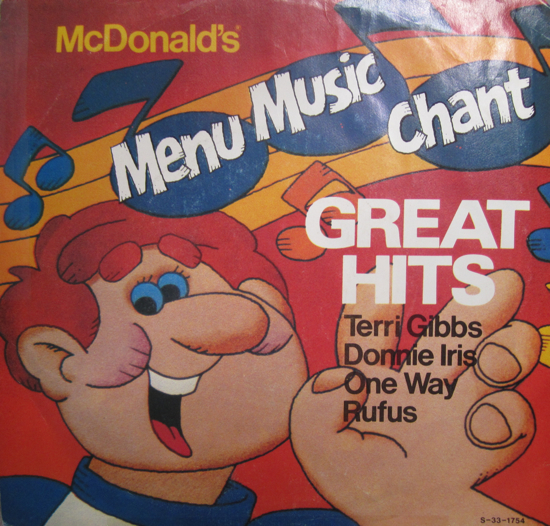 McDonald's
Menu Music Chant
GREAT
HITS
Terri Gibbs
Donnie Iris
One Way
Rufus
S-33-1754